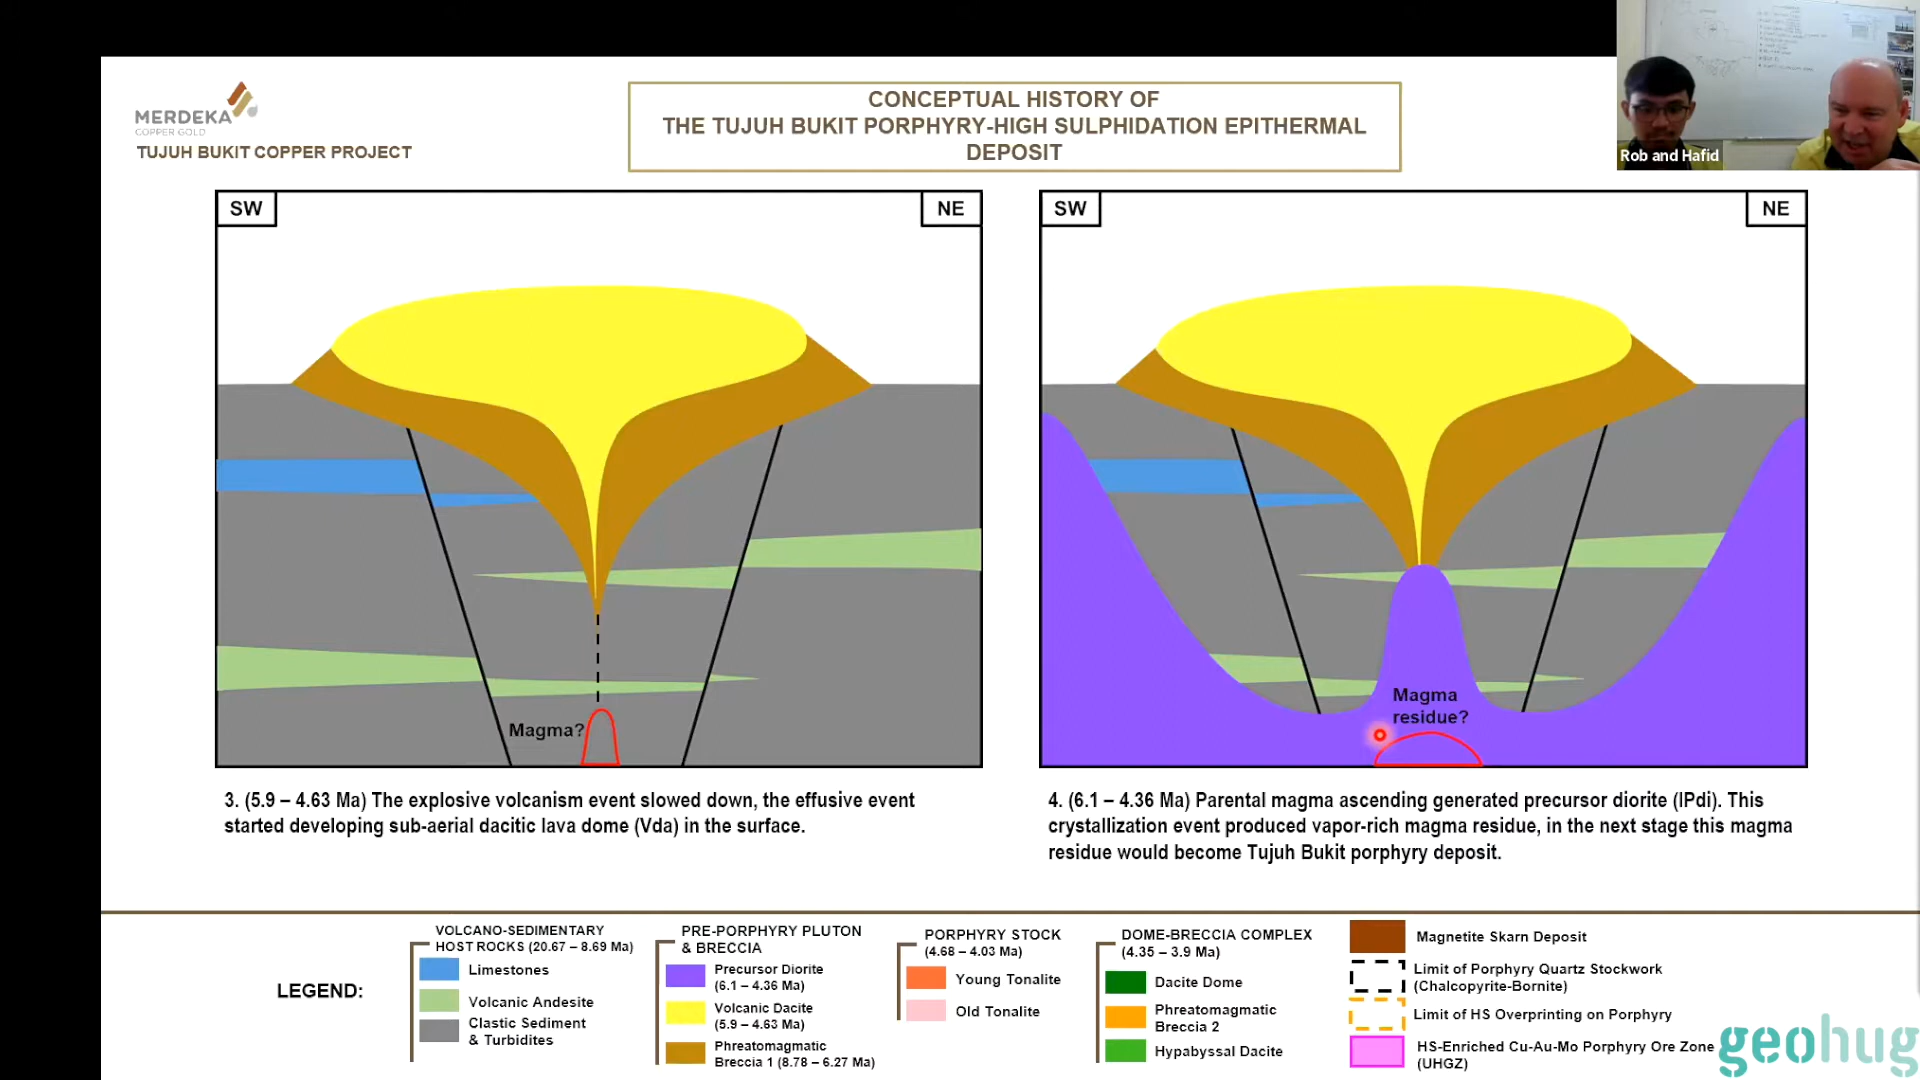 MERDEKA
COPPER GOLD
TUJUH BUKIT COPPER PROJECT
CONCEPTUAL HISTORY OF
THE TUJUH BUKIT PORPHYRY-HIGH SULPHIDATION EPITHERMAL
DEPOSIT
Rob and Hafid
SW
NE
Magma?
3. (5.9 – 4.63 Ma) The explosive volcanism event slowed down, the effusive event
started developing sub-aerial dacitic lava dome (Vda) in the surface.
SW
NE
Magma
residue?
4. (6.1 – 4.36 Ma) Parental magma ascending generated precursor diorite (IPdi). This
crystallization event produced vapor-rich magma residue, in the next stage this magma
residue would become Tujuh Bukit porphyry deposit.
LEGEND:
VOLCANO-SEDIMENTARY
HOST ROCKS (20.67 – 8.69 Ma)
Limestones
Volcanic Andesite
Clastic Sediment
& Turbidites
PRE-PORPHYRY PLUTON
& BRECCIA
Precursor Diorite
(6.1 – 4.36 Ma)
Volcanic Dacite
(5.9 – 4.63 Ma)
Phreatomagmatic
Breccia 1 (8.78 – 6.27 Ma)
PORPHYRY STOCK
(4.68 – 4.03 Ma)
Young Tonalite
Old Tonalite
DOME-BRECCIA COMPLEX
(4.35 – 3.9 Ma)
Dacite Dome
Phreatomagmatic
Breccia 2
Hypabyssal Dacite
Magnetite Skarn Deposit
Limit of Porphyry Quartz Stockwork
(Chalcopyrite-Bornite)
Limit of HS Overprinting on Porphyry
HS-Enriched Cu-Au-Mo Porphyry Ore Zone
(UHGZ)
geohug